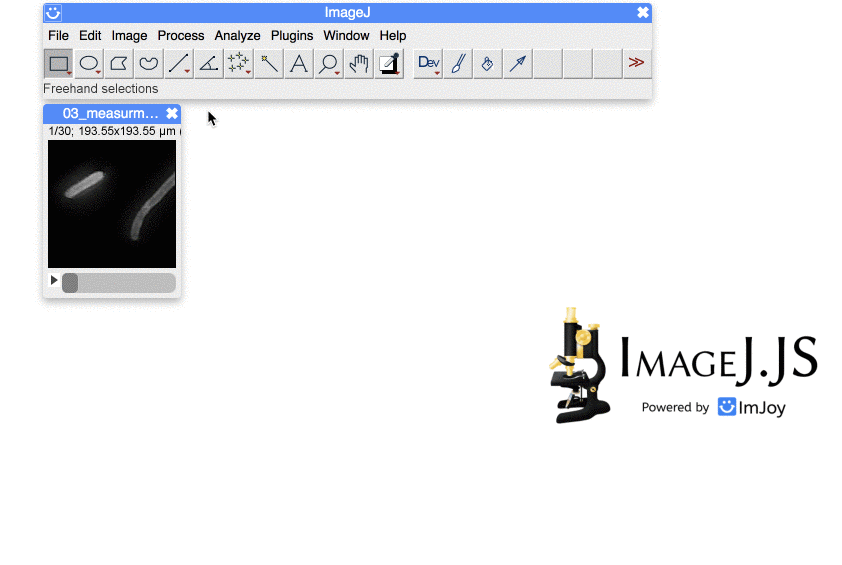 ImageJ
File Edit Image Process Analyze Plugins Window Help
A Dev >>
Freehand selections
03_measurm...
1/30; 193.55x193.55 µm (
IMAGEJ.JS
Powered by ImJoy